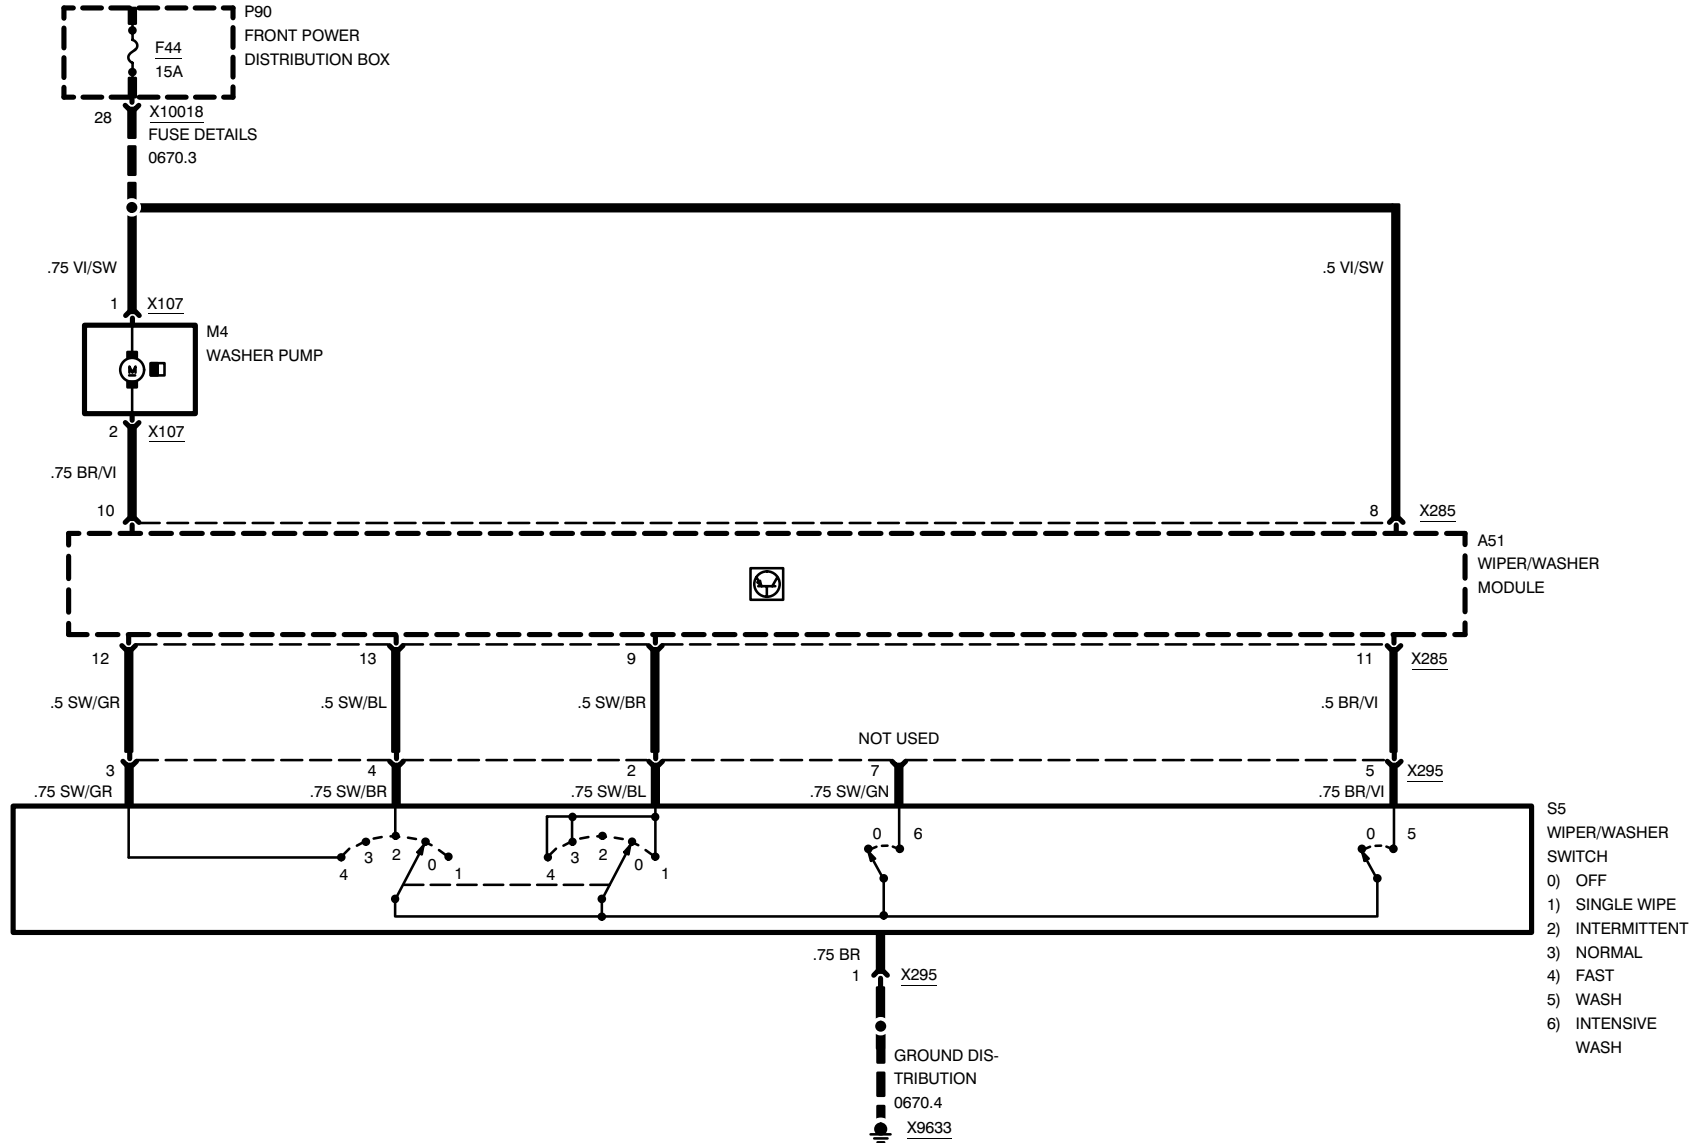 P90
FRONT POWER
DISTRIBUTION BOX
F44
15A
28
X10018
FUSE DETAILS
0670.3
.75 VI/SW
.5 VI/SW
1
X107
M4
WASHER PUMP
M
2
X107
.75 BR/VI
10
8
X285
A51
WIPER/WASHER
MODULE
12
13
9
11
X285
.5 SW/GR
.5 SW/BL
.5 SW/BR
.5 BR/VI
NOT USED
3
4
2
7
5
X295
.75 SW/GR
.75 SW/BR
.75 SW/BL
.75 SW/GN
.75 BR/VI
4
3
2
0
1
4
3
2
0
1
0
6
0
5
S5
WIPER/WASHER
SWITCH
0) OFF
1) SINGLE WIPE
2) INTERMITTENT
3) NORMAL
4) FAST
5) WASH
6) INTENSIVE
WASH
.75 BR
1
X295
GROUND DIS-
TRIBUTION
0670.4
X9633